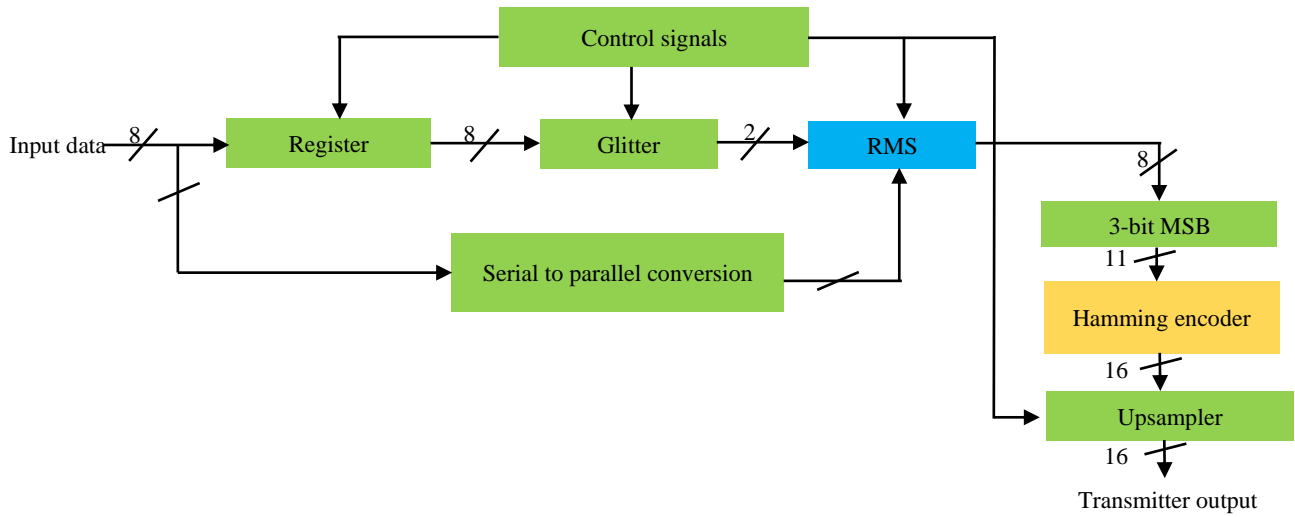 Control signals
Input data
8
Register
8
Glitter
2
RMS
8
3-bit MSB
11
Serial to parallel conversion
Hamming encoder
16
Upsampler
16
Transmitter output